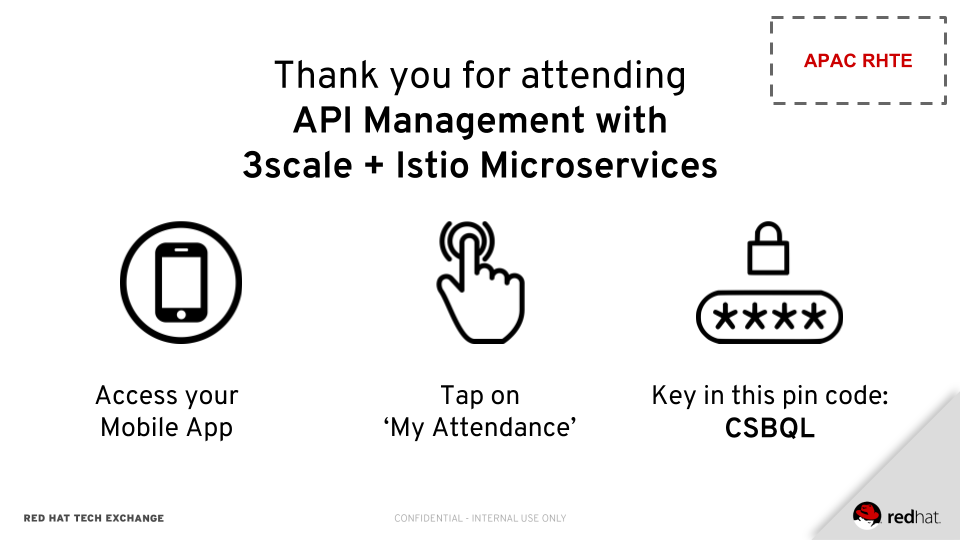 APAC RHTE
Thank you for attending
API Management with
3scale + Istio Microservices
****
Access your
Mobile App
Tap on
‘My Attendance’
Key in this pin code:
CSBQL
RED HAT TECH EXCHANGE
CONFIDENTIAL - INTERNAL USE ONLY
redhat.